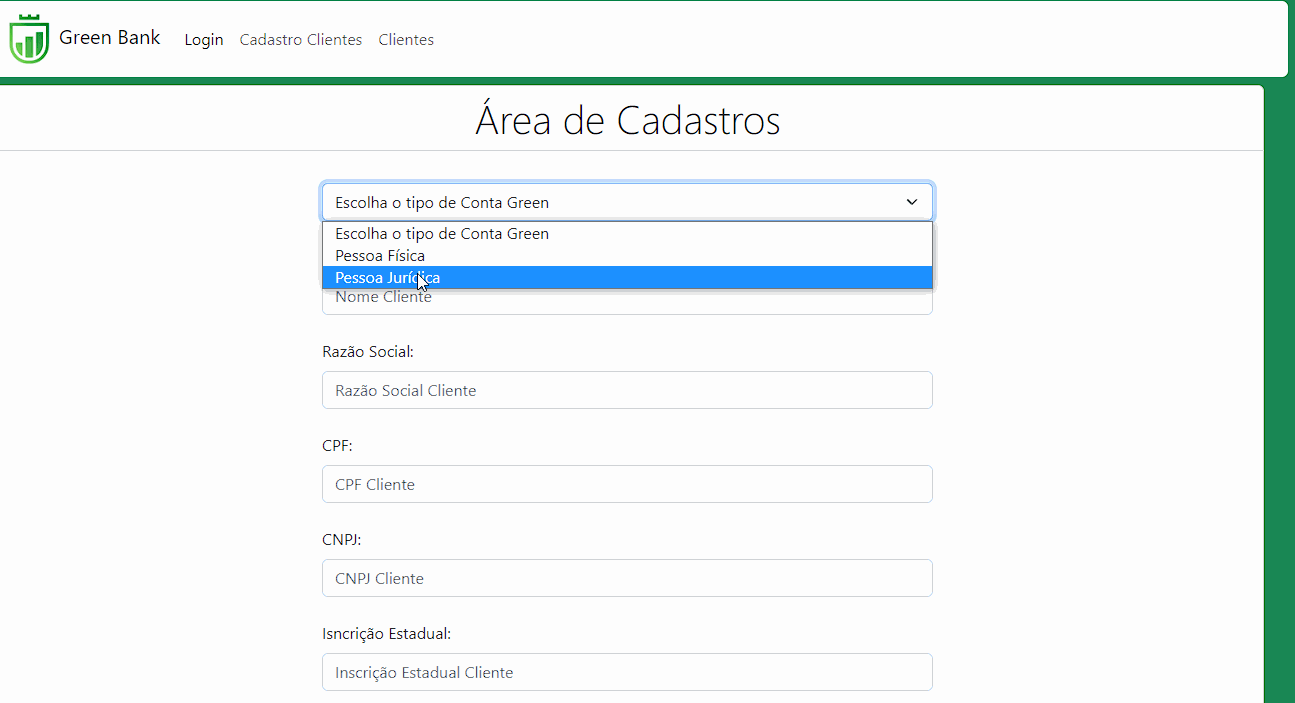 Green Bank Login Cadastro Clientes Clientes
Área de Cadastros
Escolha o tipo de Conta Green
Escolha o tipo de Conta Green
Pessoa Física
Pessoa Jurídica
Nome Cliente
Razão Social:
Razão Social Cliente
CPF:
CPF Cliente
CNPJ:
CNPJ Cliente
Isncrição Estadual:
Inscrição Estadual Cliente